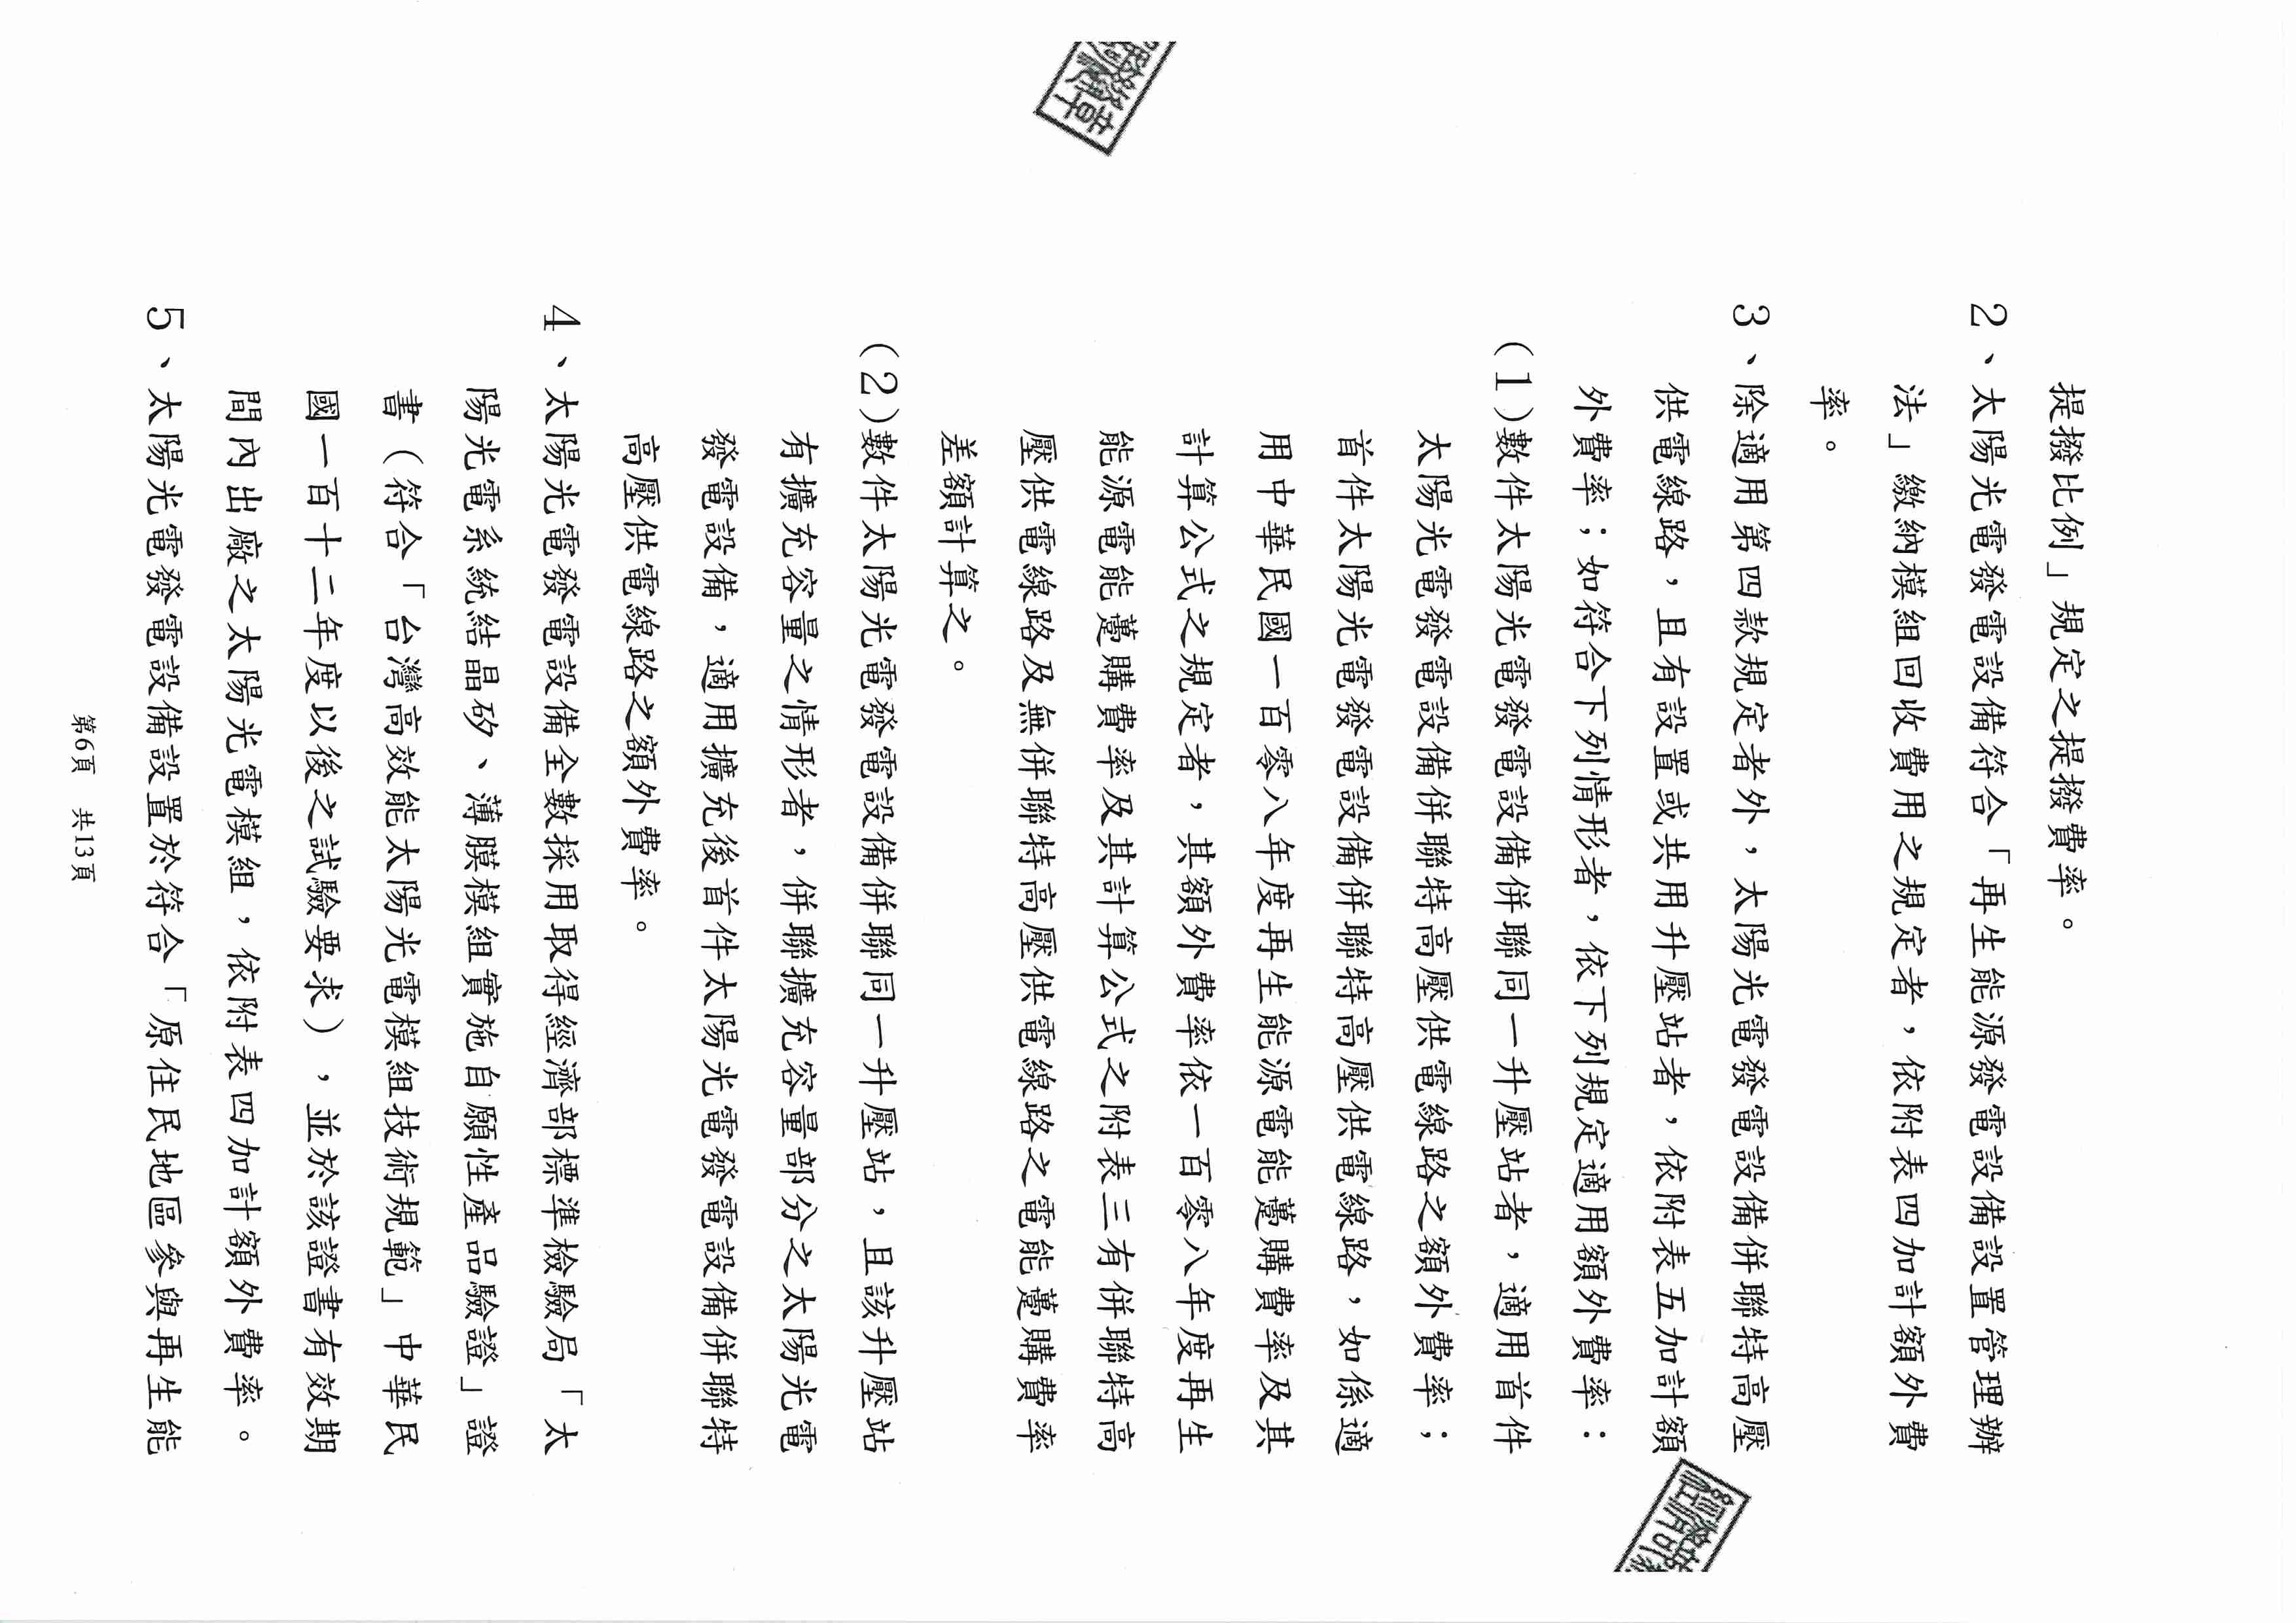 提撥比例」規定之提撥費率。
2、太陽光電發電設備符合「再生能源發電設備設置管理辦
法」繳納模組回收費用之規定者，依附表四加計額外費
率。
3、除適用第四款規定者外，太陽光電發電設備併聯特高壓
供電線路，且有設置或共用升壓站者，依附表五加計額
外費率；如符合下列情形者，依下列規定適用額外費率：
(1)數件太陽光電發電設備併聯同一升壓站者，適用首件
太陽光電發電設備併聯特高壓供電線路之額外費率；
首件太陽光電發電設備併聯特高壓供電線路，如係適
用中華民國一百零八年度再生能源電能躉購費率及其
計算公式之規定者，其額外費率依一百零八年度再生
能源電能躉購費率及其計算公式之附表三有併聯特高
壓供電線路及無併聯特高壓供電線路之電能躉購費率
差額計算之。
(2)數件太陽光電發電設備併聯同一升壓站，且該升壓站
有擴充容量之情形者，併聯擴充容量部分之太陽光電
發電設備，適用擴充後首件太陽光電發電設備併聯特
高壓供電線路之額外費率。
4、太陽光電發電設備全數採用取得經濟部標準檢驗局「太
陽光電系統結晶矽、薄膜模組實施自願性產品驗證」證
書（符合「台灣高效能太陽光電模組技術規範」中華民
國一百十二年度以後之試驗要求），並於該證書有效期
間內出廠之太陽光電模組，依附表四加計額外費率。
5、太陽光電發電設備設置於符合「原住民地區參與再生能
經濟部
騎縫章
第6頁 共13頁